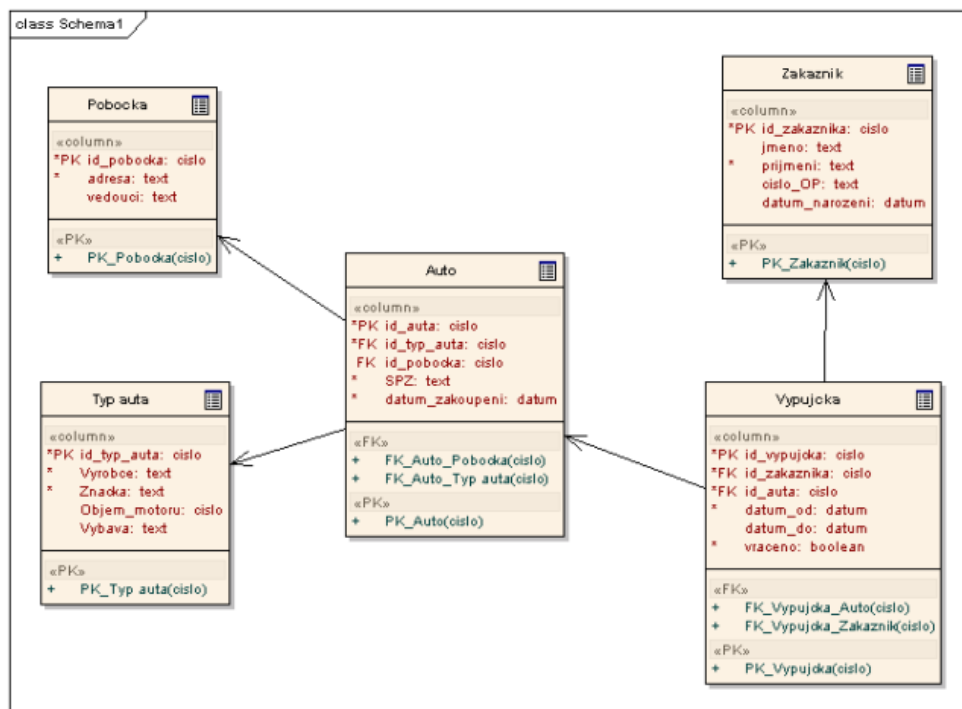 class Schema1
Pobocka
«column»
*PK id_pobocka: cislo
* adresa: text
vedouci: text
«PK»
+ PK_Pobocka(cislo)
Typ auta
«column»
*PK id_typ_auta: cislo
* Vyrobce: text
* Znacka: text
Objem_motoru: cislo
Vybava: text
«PK»
+ PK_Typ auta(cislo)
Auto
«column»
*PK id_auta: cislo
*FK id_typ_auta: cislo
FK id_pobocka: cislo
* SPZ: text
* datum_zakoupeni: datum
«FK»
+ FK_Auto_Pobocka(cislo)
+ FK_Auto_Typ auta(cislo)
«PK»
+ PK_Auto(cislo)
Zakaznik
«column»
*PK id_zakaznika: cislo
jmeno: text
* prijmeni: text
cislo_OP: text
datum_narozeni: datum
«PK»
+ PK_Zakaznik(cislo)
Vypujcka
«column»
*PK id_vypujcka: cislo
*FK id_zakaznika: cislo
*FK id_auta: cislo
* datum_od: datum
datum_do: datum
* vraceno: boolean
«FK»
+ FK_Vypujcka_Auto(cislo)
+ FK_Vypujcka_Zakaznik(cislo)
«PK»
+ PK_Vypujcka(cislo)